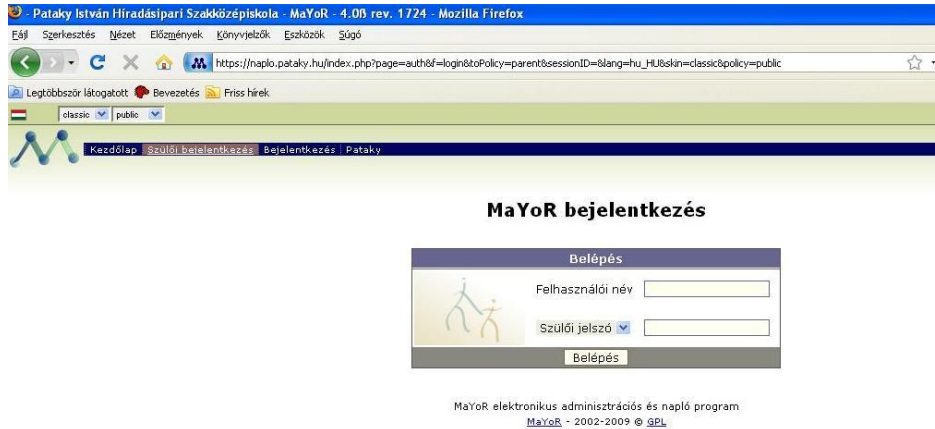 - Pataky István Híradásipari Szakközépiskola - MaYoR - 4.0ß rev. 1724 - Mozilla Firefox
Fájl Szerkesztés Nézet Előzmények Könyvjelzők Eszközök Súgó
https://naplo.pataky.hu/index.php?page=auth&f=login&toPolicy=parent&sessionID=&lang=hu_HU&skin=classic&policy=public
Legtöbbször látogatott Bevezetés Friss hírek
classic public
Kezdőlap Szülői bejelentkezés Bejelentkezés Pataky
MaYoR bejelentkezés
Belépés
Felhasználói név
Szülői jelszó
Belépés
MaYoR elektronikus adminisztrációs és napló program
MaYoR - 2002-2009 © GPL